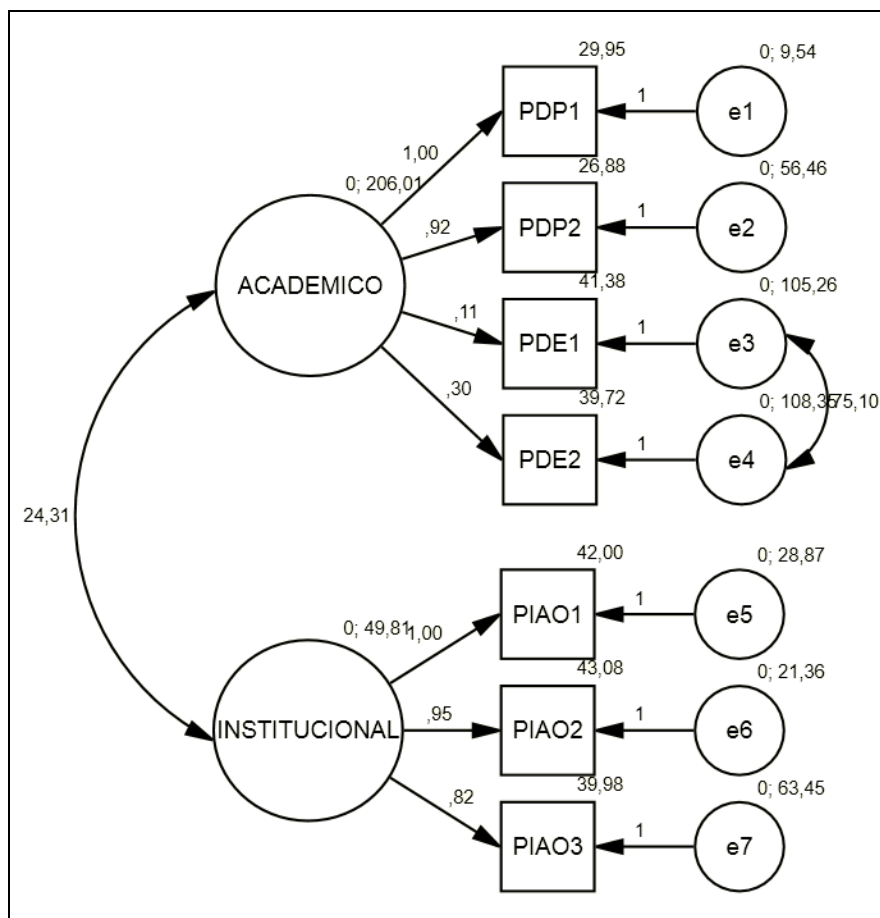 29,95
0; 9,54
PDP1
1
e1
1,00
0; 206,01
26,88
0; 56,46
,92
PDP2
1
e2
ACADEMICO
41,38
0; 105,26
,11
PDE1
1
e3
,30
39,72
0; 108,35
75,10
PDE2
1
e4
24,31
42,00
0; 28,87
PIAO1
1
e5
0; 49,81
1,00
43,08
0; 21,36
INSTITUCIONAL
,95
PIAO2
1
e6
39,98
0; 63,45
,82
PIAO3
1
e7